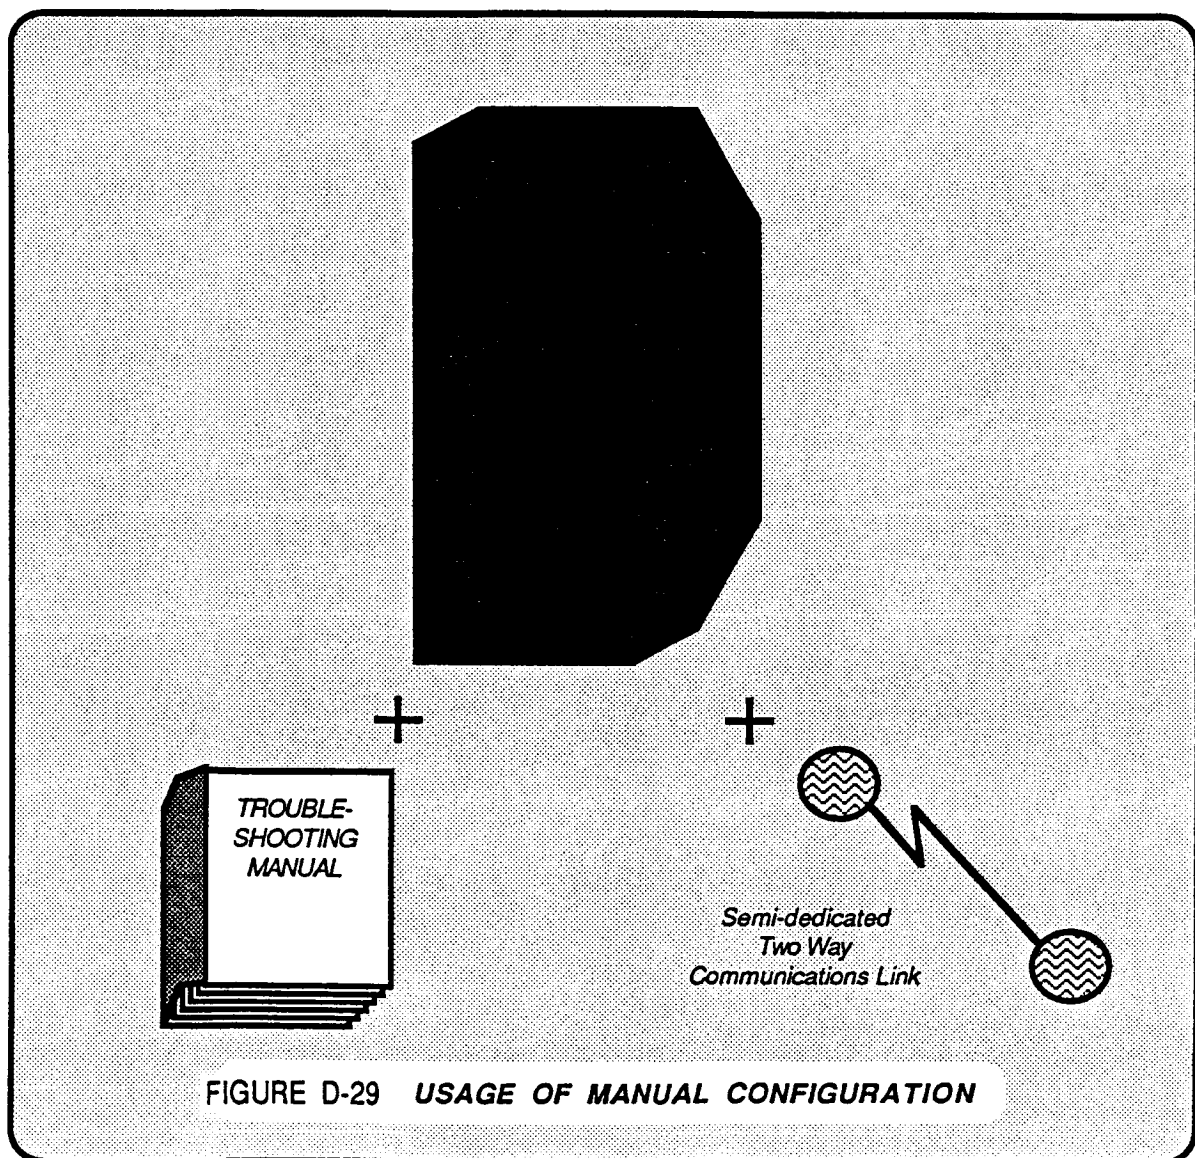 TROUBLE-
SHOOTING
MANUAL
Semi-dedicated
Two Way
Communications Link
FIGURE D-29 USAGE OF MANUAL CONFIGURATION